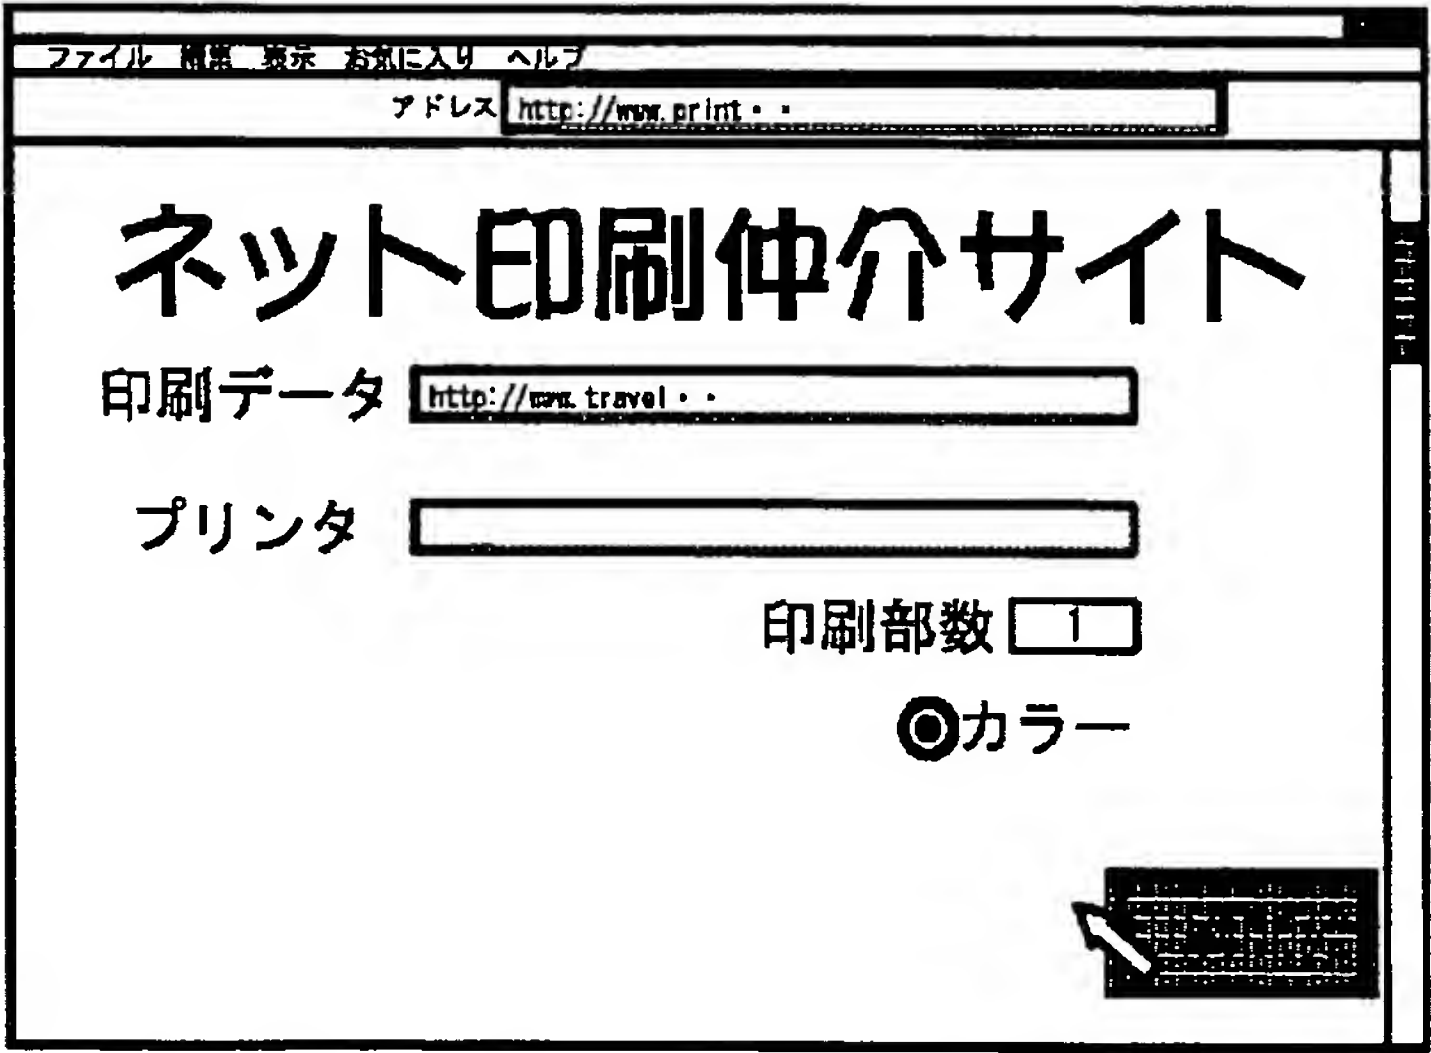 ファイル 編集 表示 お気に入り ヘルプ
アドレス http://www.print・・
ネット印刷仲介サイト
印刷データ http://www.travel・・
プリンタ
印刷部数 1
カラー